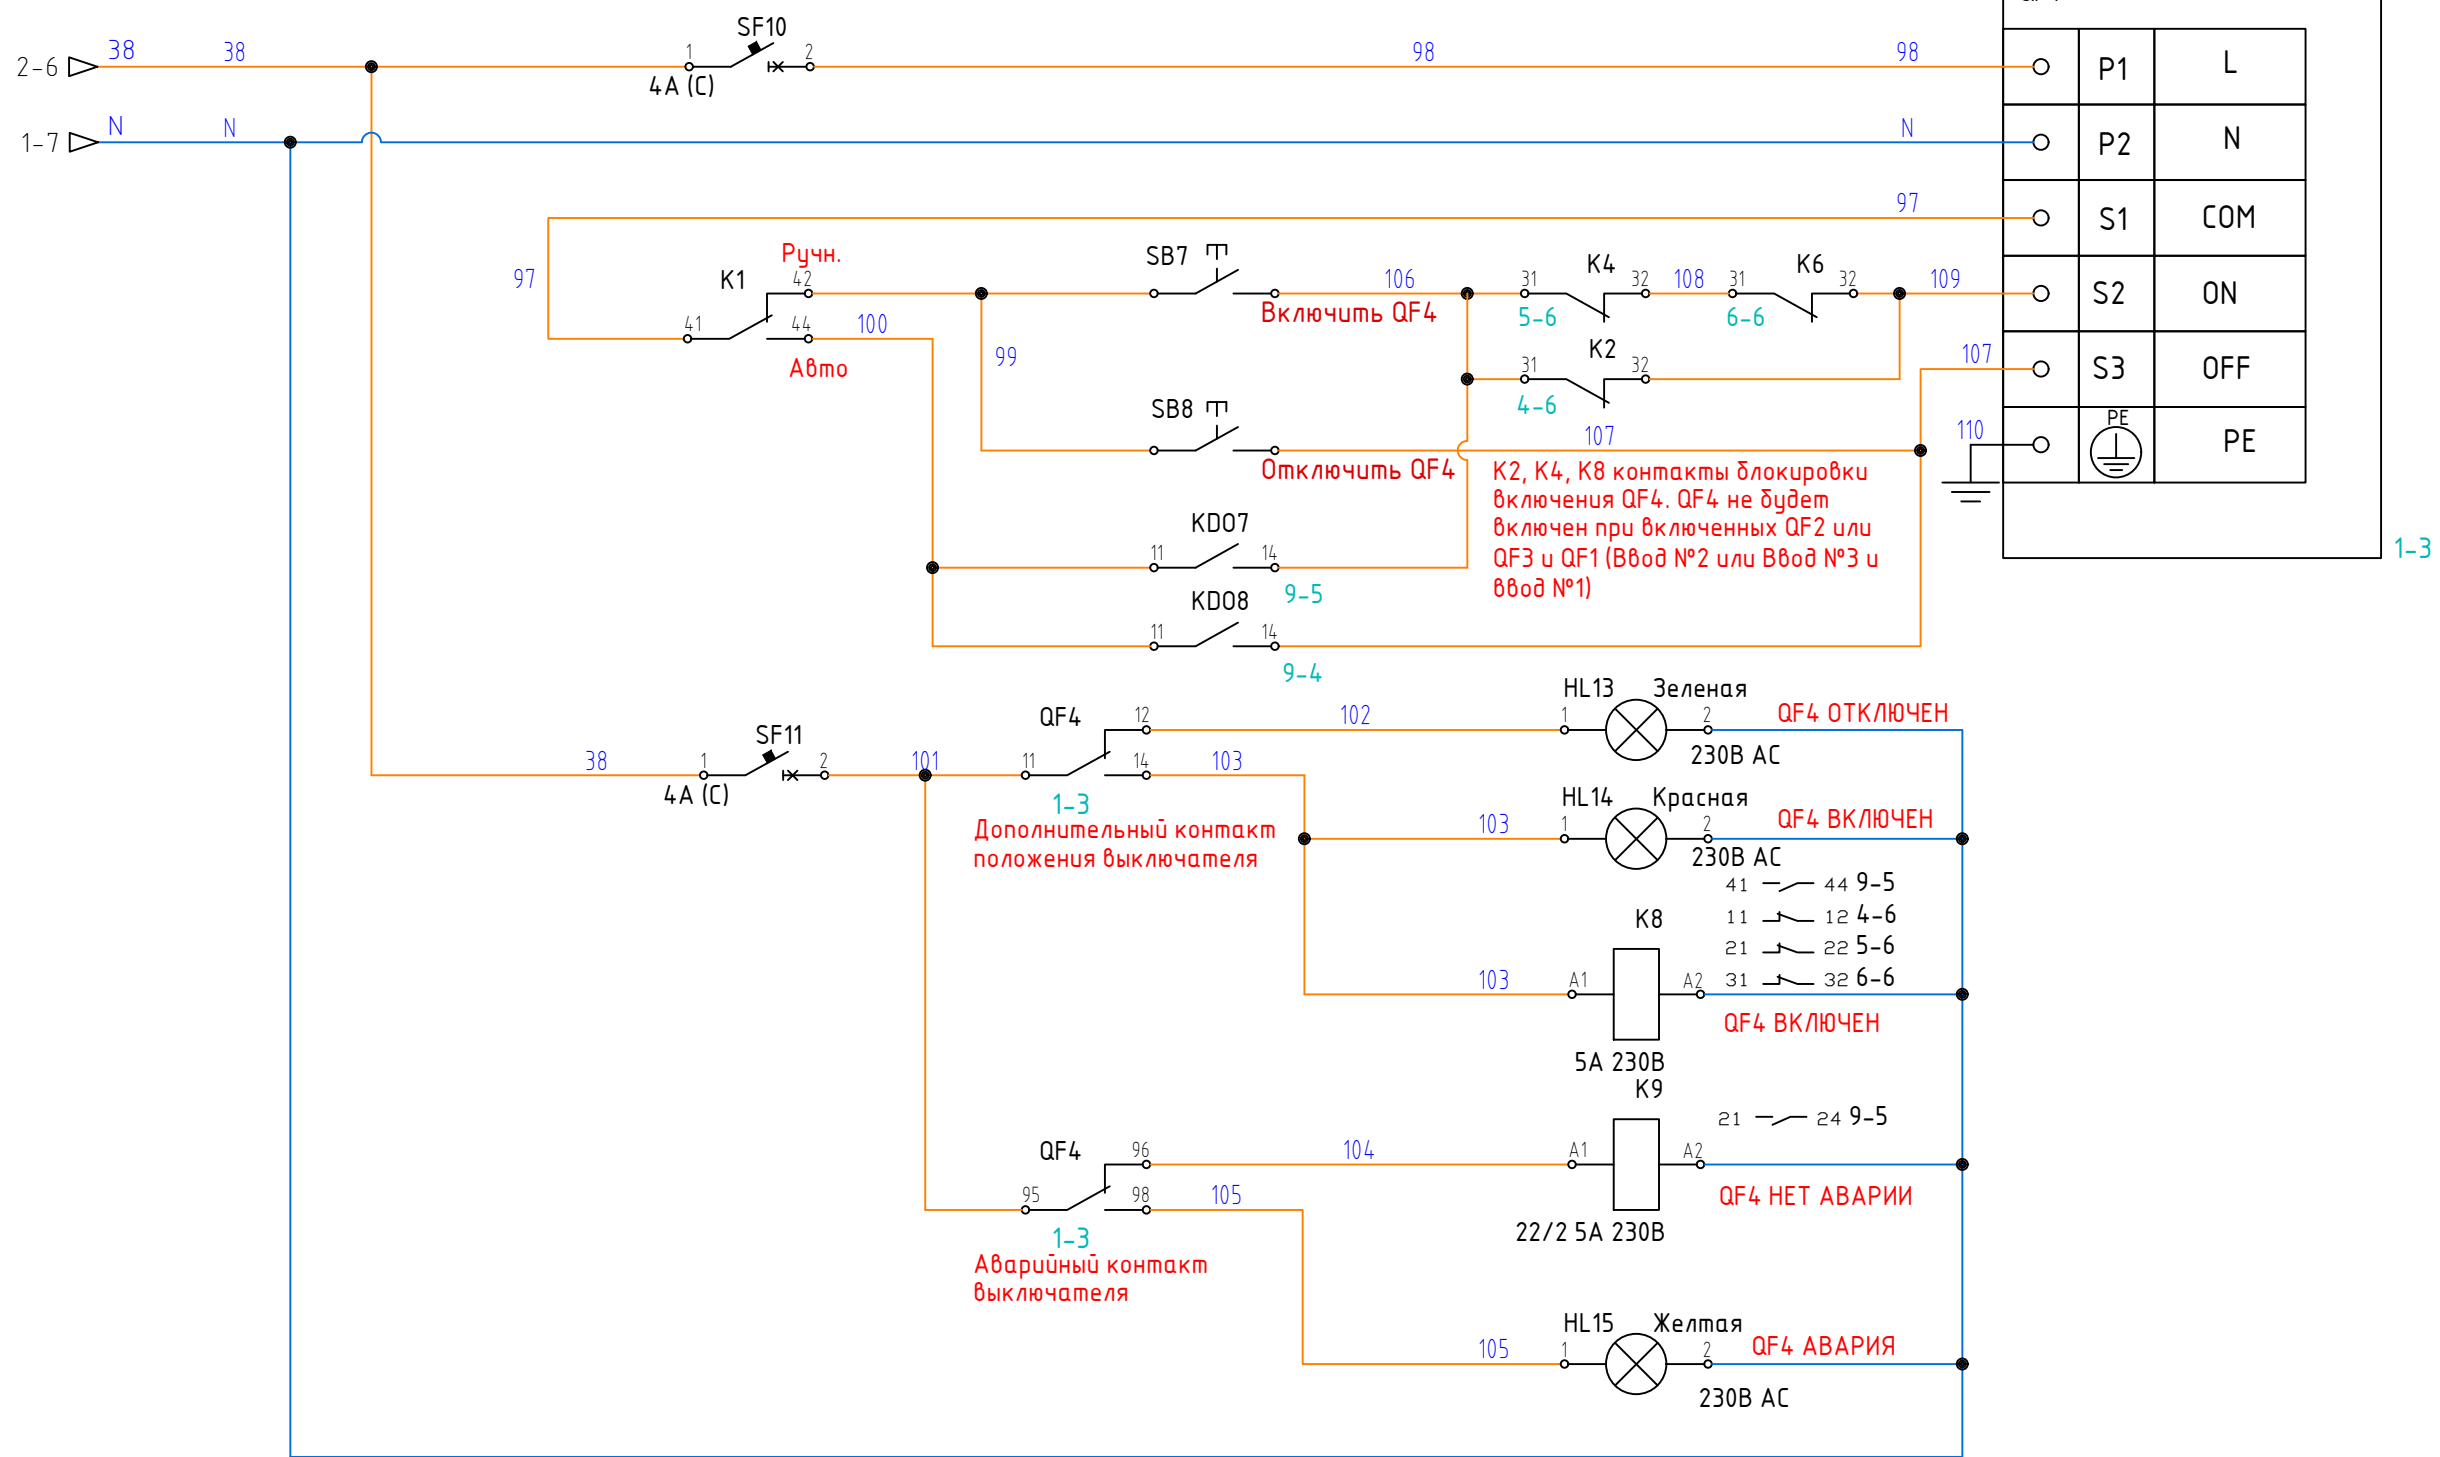 SF10
2-6 38 38 1 2 98 98 P1 L
4А (С)
1-7 N N N P2 N
97 S1 COM
Ручн.
97 K1 42 SB7 106 31 K4 32 108 31 K6 32 109 S2 ON
Включить QF4
5-6 6-6
41 44 100
99
Авто
K2
31 32
4-6
107 S3 OFF
SB8
107
Отключить QF4
110 PE PE
К2, К4, К8 контакты блокировки
включения QF4. QF4 не будет
включен при включенных QF2 или
QF3 и QF1 (Ввод №2 или Ввод №3 и
ввод №1)
1-3
KDO7
11 14
9-5
KDO8
11 14
9-4
HL13 Зеленая
QF4 12 102 1 2 QF4 ОТКЛЮЧЕН
230В АС
SF11
38 1 2 101 11 14 103
4А (С)
1-3
Дополнительный контакт
положения выключателя
HL14 Красная
103 1 2 QF4 ВКЛЮЧЕН
230В АС
41 44 9-5
11 12 4-6
21 22 5-6
31 32 6-6
K8
103 A1 A2
QF4 ВКЛЮЧЕН
5А 230В
K9
21 24 9-5
QF4 96 104 A1 A2
95 98 105
QF4 НЕТ АВАРИИ
22/2 5А 230В
1-3
Аварийный контакт
выключателя
HL15 Желтая
105 1 2 QF4 АВАРИЯ
230В АС